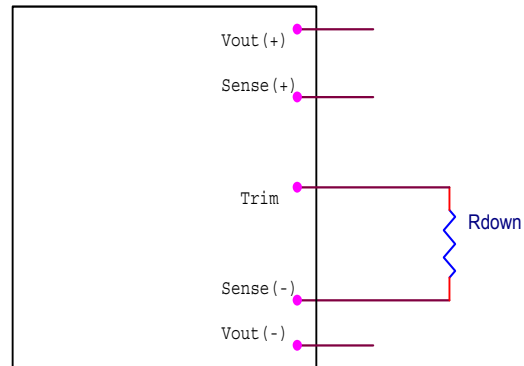 Vout(+)
Sense(+)
Trim
Rdown
Sense(-)
Vout(-)